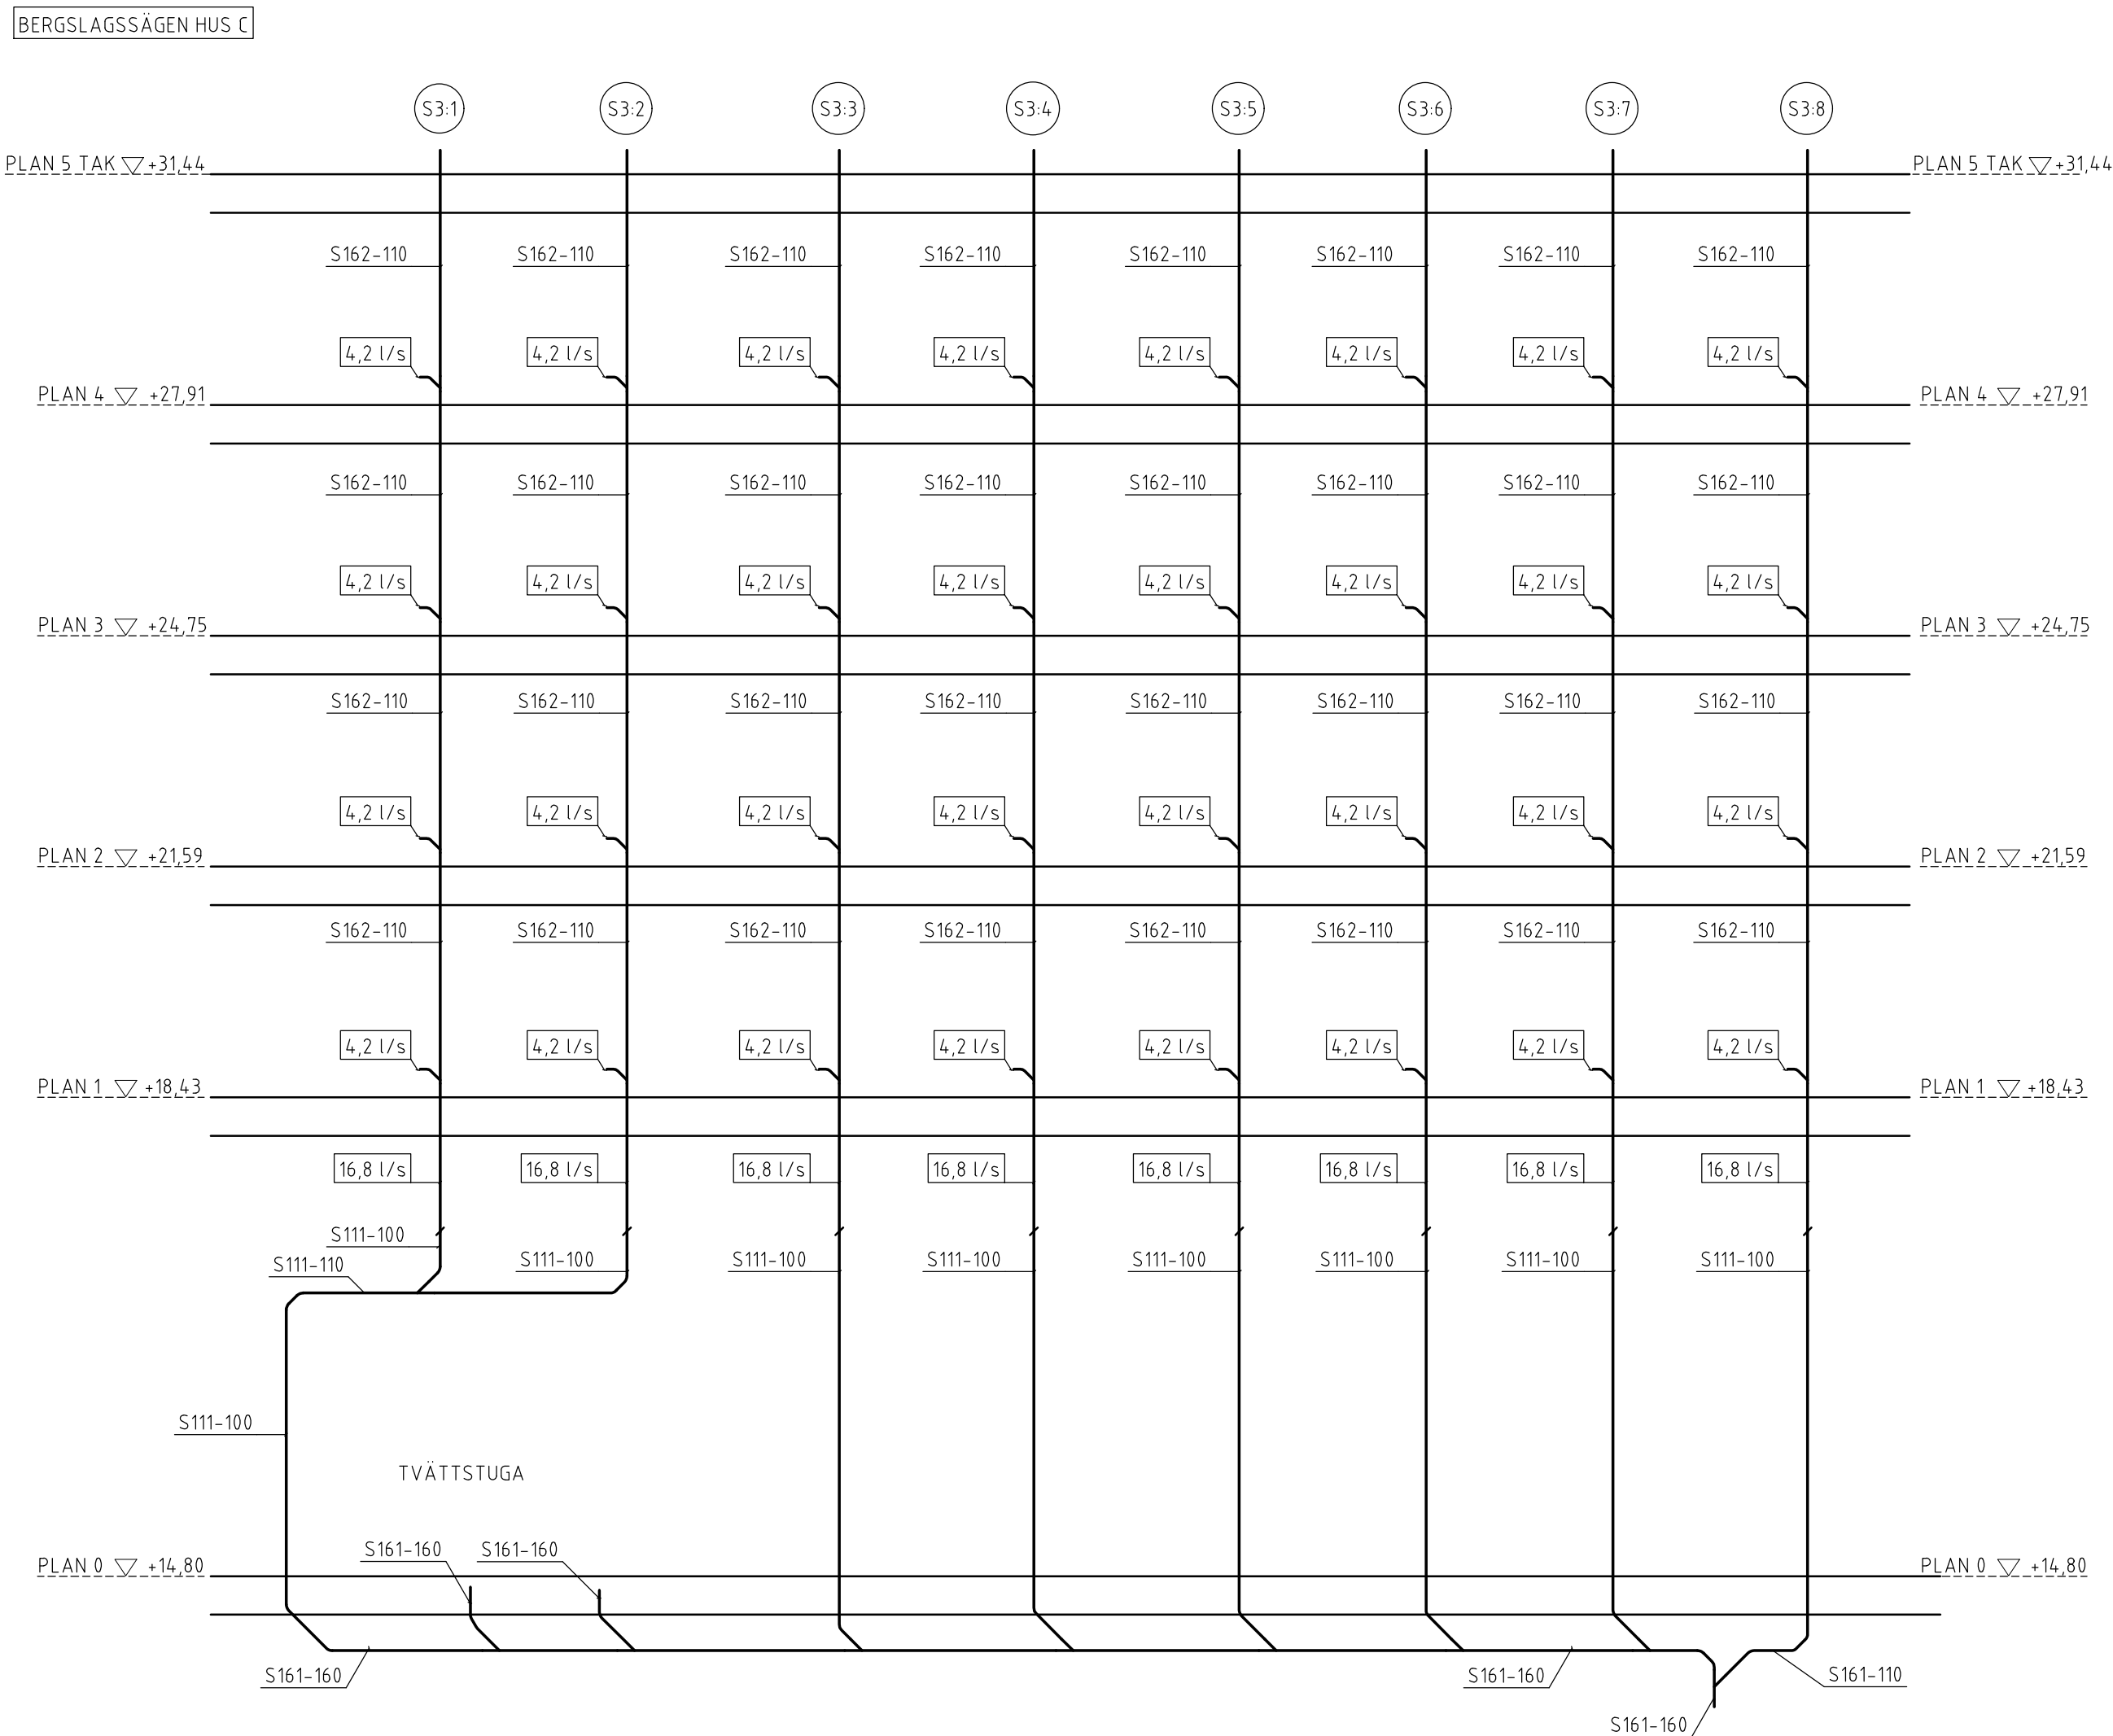 BERGSLAGSSÄGEN HUS C
S3:1 S3:2 S3:3 S3:4 S3:5 S3:6 S3:7 S3:8
PLAN 5 TAK +31,44 PLAN 5 TAK +31,44
S162-110 S162-110 S162-110 S162-110 S162-110 S162-110 S162-110 S162-110
4,2 l/s 4,2 l/s 4,2 l/s 4,2 l/s 4,2 l/s 4,2 l/s 4,2 l/s 4,2 l/s
PLAN 4 +27,91 PLAN 4 +27,91
S162-110 S162-110 S162-110 S162-110 S162-110 S162-110 S162-110 S162-110
4,2 l/s 4,2 l/s 4,2 l/s 4,2 l/s 4,2 l/s 4,2 l/s 4,2 l/s 4,2 l/s
PLAN 3 +24,75 PLAN 3 +24,75
S162-110 S162-110 S162-110 S162-110 S162-110 S162-110 S162-110 S162-110
4,2 l/s 4,2 l/s 4,2 l/s 4,2 l/s 4,2 l/s 4,2 l/s 4,2 l/s 4,2 l/s
PLAN 2 +21,59 PLAN 2 +21,59
S162-110 S162-110 S162-110 S162-110 S162-110 S162-110 S162-110 S162-110
4,2 l/s 4,2 l/s 4,2 l/s 4,2 l/s 4,2 l/s 4,2 l/s 4,2 l/s 4,2 l/s
PLAN 1 +18,43 PLAN 1 +18,43
16,8 l/s 16,8 l/s 16,8 l/s 16,8 l/s 16,8 l/s 16,8 l/s 16,8 l/s 16,8 l/s
S111-100
S111-100 S111-100 S111-100 S111-100 S111-100 S111-100 S111-100
S111-110
S111-100
TVÄTTSTUGA
S161-160 S161-160
PLAN 0 +14,80 PLAN 0 +14,80
S161-160 S161-160 S161-110
S161-160